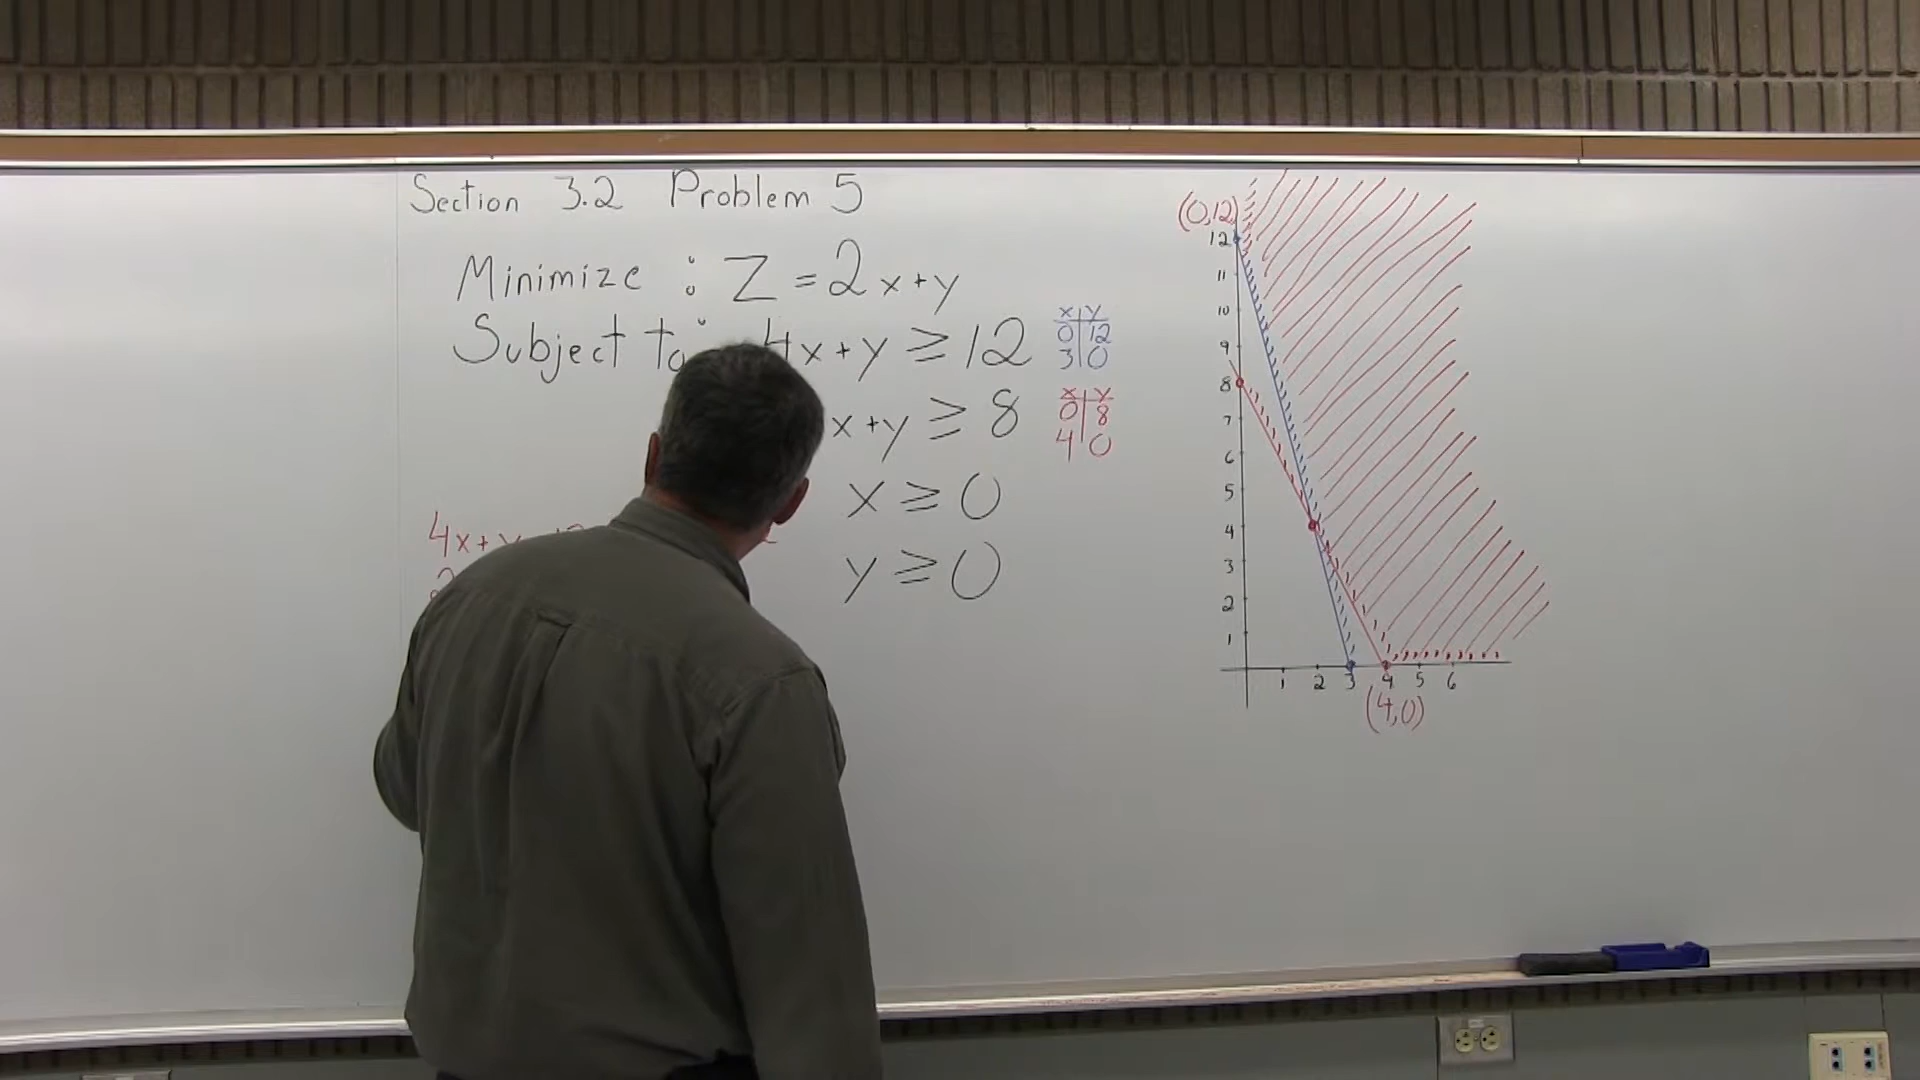 Section 3.2 Problem 5
Minimize : Z = 2x+y
Subject to: 4x+y ≥ 12
x+y ≥ 8
x ≥ 0
y ≥ 0
4x+y
x y
0 12
3 0
x y
0 8
4 0
(0,12)
12
11
10
9
8
7
6
5
4
3
2
1
1 2 3 4 5 6
(4,0)